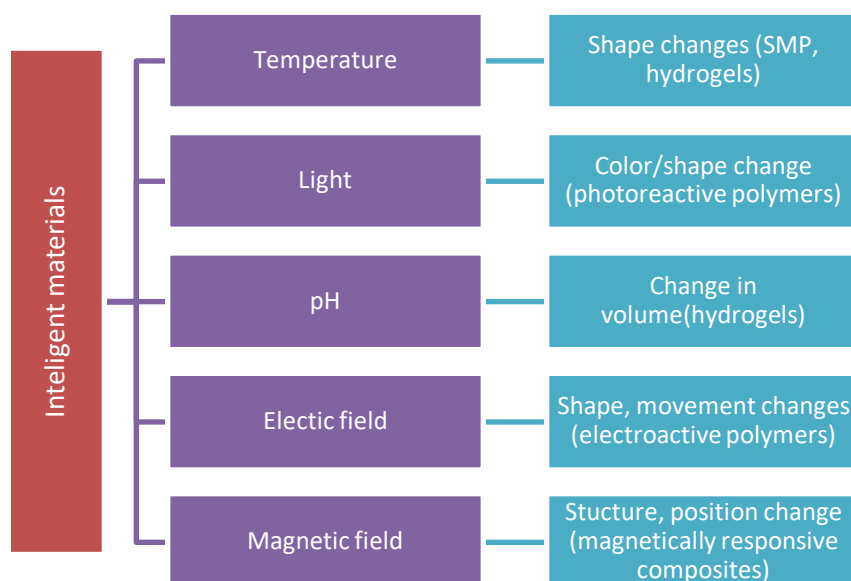 Inteligent materials
Temperature
Shape changes (SMP,
hydrogels)
Light
Color/shape change
(photoreactive polymers)
pH
Change in
volume(hydrogels)
Electic field
Shape, movement changes
(electroactive polymers)
Magnetic field
Stucture, position change
(magnetically responsive
composites)